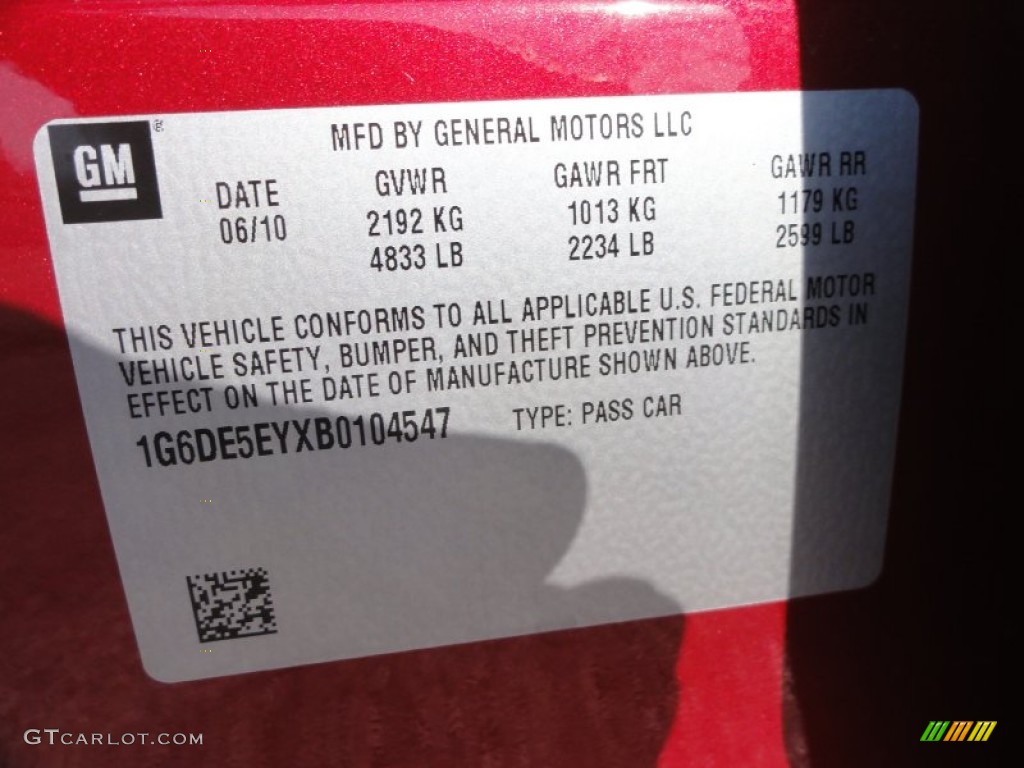 GM
MFD BY GENERAL MOTORS LLC
DATE GVWR GAWR FRT GAWR RR
06/10 2192 KG 1013 KG 1179 KG
4833 LB 2234 LB 2599 LB
THIS VEHICLE CONFORMS TO ALL APPLICABLE U.S. FEDERAL MOTOR
VEHICLE SAFETY, BUMPER, AND THEFT PREVENTION STANDARDS IN
EFFECT ON THE DATE OF MANUFACTURE SHOWN ABOVE.
1G6DE5EYXB0104547 TYPE: PASS CAR
GTCARLOT.COM